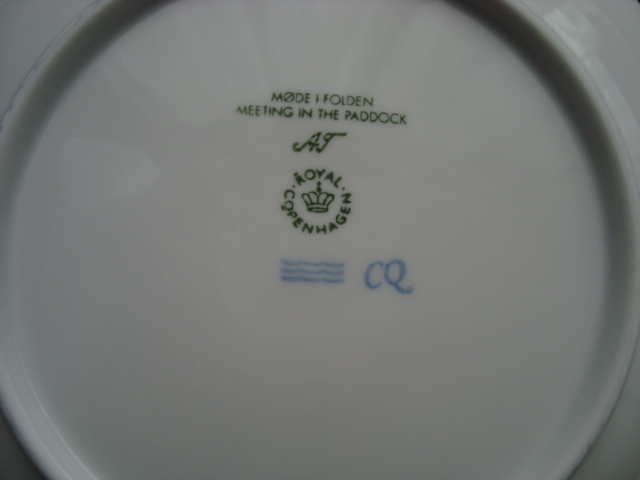 MØDE I FOLDEN
MEETING IN THE PADDOCK
AT
ROYAL
COPENHAGEN
CQ